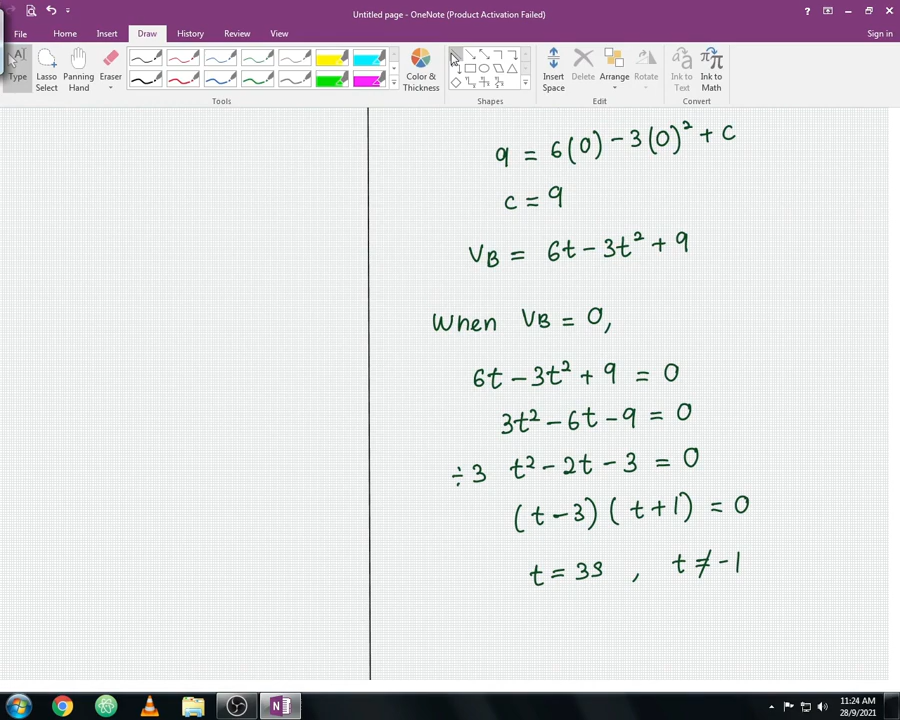 Untitled page - OneNote (Product Activation Failed)
File Home Insert Draw History Review View Sign in
Type Lasso Select Panning Hand Eraser Color & Thickness Insert Space Delete Arrange Rotate Ink to Text Ink to Math
Tools Shapes Edit Convert
9 = 6(0) - 3(0)² + c
c = 9
VB = 6t - 3t² + 9
When VB = 0,
6t - 3t² + 9 = 0
3t² - 6t - 9 = 0
÷3 t² - 2t - 3 = 0
(t - 3)(t + 1) = 0
t = 3s , t ≠ -1
11:24 AM
28/9/2021